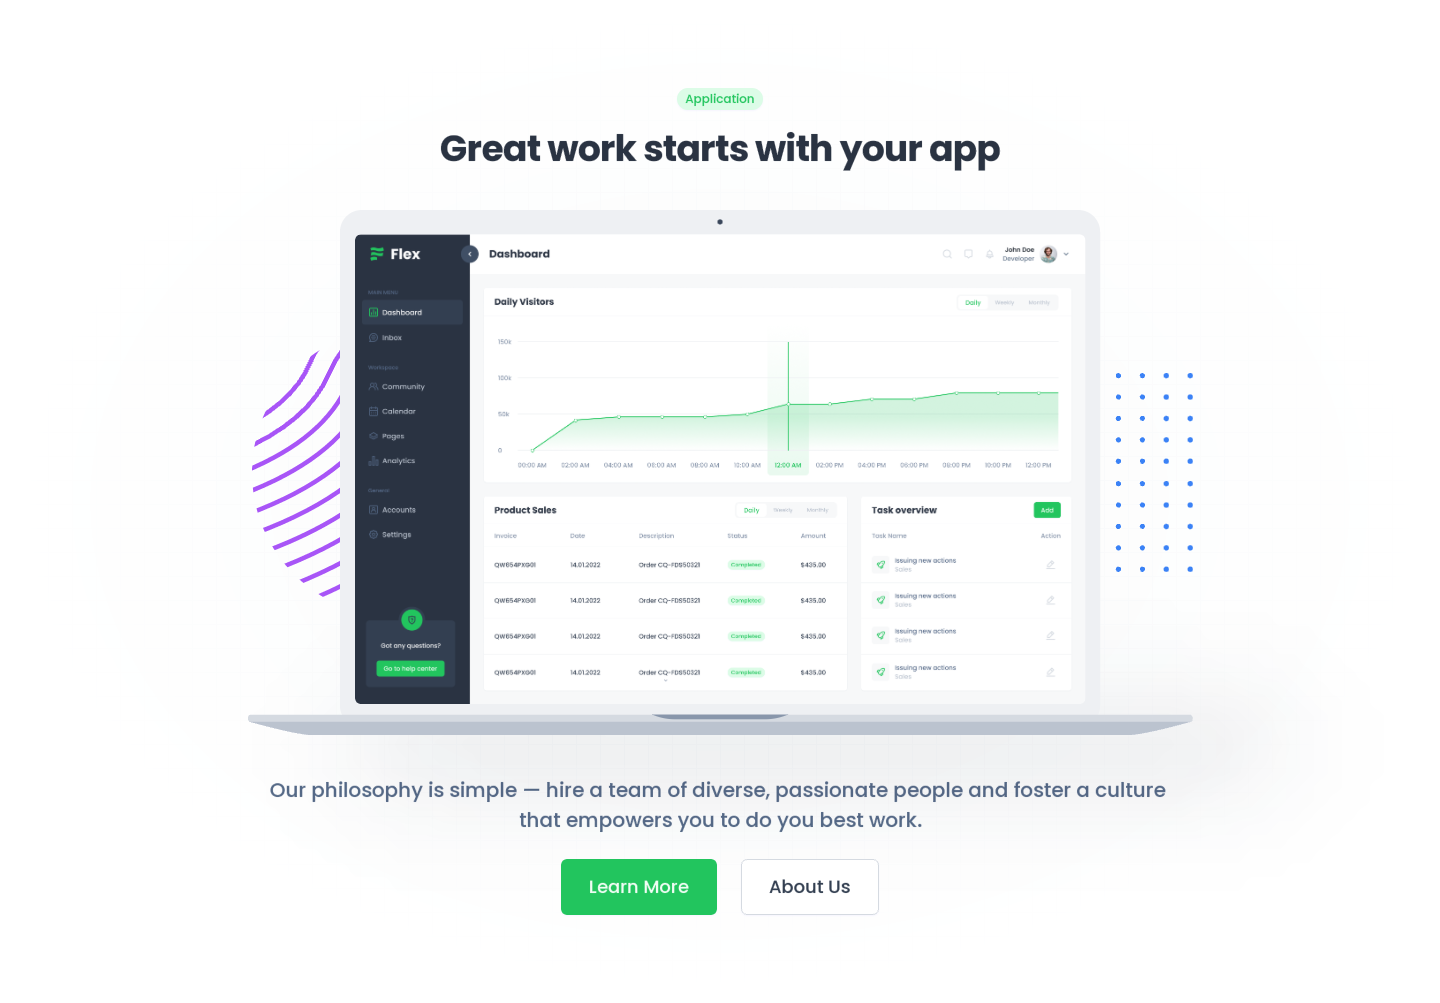 Application
Great work starts with your app
Flex
Dashboard
John Doe
Developer
MAIN MENU
Dashboard
Inbox
Workspace
Community
Calendar
Pages
Analytics
General
Accounts
Settings
Got any questions?
Go to help center
Daily Visitors
Daily Weekly Monthly
150k
100k
50k
0
00:00 AM 02:00 AM 04:00 AM 06:00 AM 08:00 AM 10:00 AM 12:00 AM 02:00 PM 04:00 PM 06:00 PM 08:00 PM 10:00 PM 12:00 PM
Product Sales
Daily Weekly Monthly
Invoice Date Description Status Amount
QW654PXG01 14.01.2022 Order CQ-FDS50321 Completed $435.00
QW654PXG01 14.01.2022 Order CQ-FDS50321 Completed $435.00
QW654PXG01 14.01.2022 Order CQ-FDS50321 Completed $435.00
QW654PXG01 14.01.2022 Order CQ-FDS50321 Completed $435.00
Task overview
Add
Task Name Action
Issuing new actions
Sales
Issuing new actions
Sales
Issuing new actions
Sales
Issuing new actions
Sales
Our philosophy is simple — hire a team of diverse, passionate people and foster a culture
that empowers you to do you best work.
Learn More
About Us